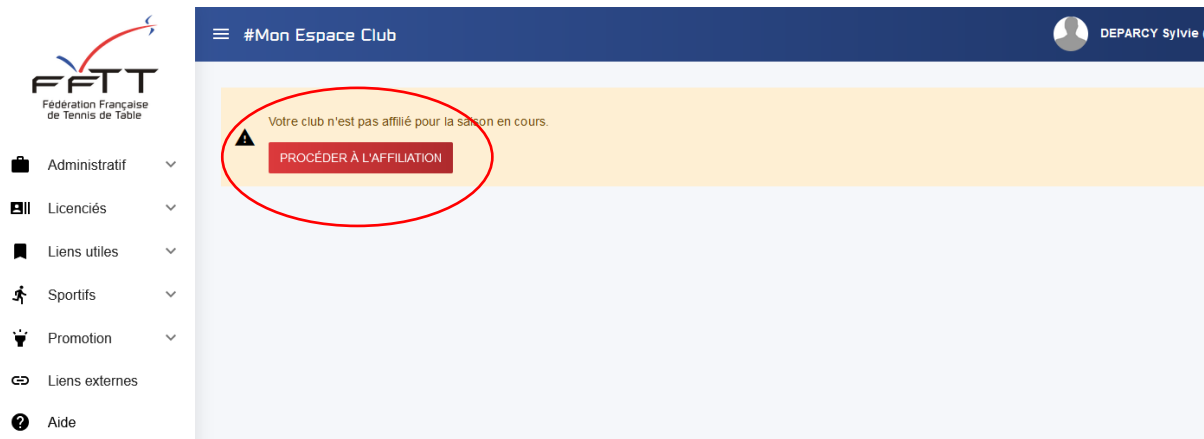 FFTT
Fédération Française
de Tennis de Table
#Mon Espace Club
DEPARCY Sylvie (
Votre club n'est pas affilié pour la saison en cours.
PROCÉDER À L'AFFILIATION
Administratif
Licenciés
Liens utiles
Sportifs
Promotion
Liens externes
Aide